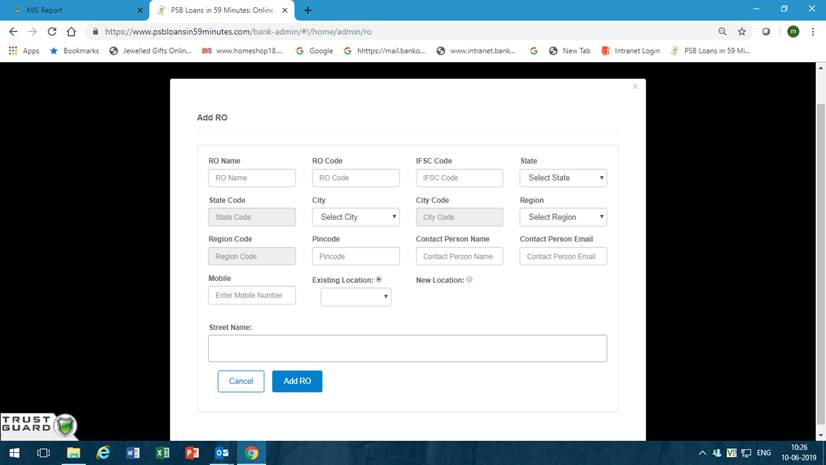 MIS Report
PSB Loans in 59 Minutes: Online
https://www.psbloansin59minutes.com/bank-admin/#!/home/admin/ro
Apps Bookmarks Jewelled Gifts Onlin... www.homeshop18.... Google hhttps://mail.banko... www.intranet.bank... New Tab Intranet Login PSB Loans in 59 Mi...
x
Add RO
RO Name RO Code IFSC Code State
RO Name RO Code IFSC Code Select State
State Code City City Code Region
State Code Select City City Code Select Region
Region Code Pincode Contact Person Name Contact Person Email
Region Code Pincode Contact Person Name Contact Person Email
Mobile Existing Location: New Location:
Enter Mobile Number
Street Name:
Cancel Add RO
TRUST
GUARD
ENG
10:26
10-06-2019